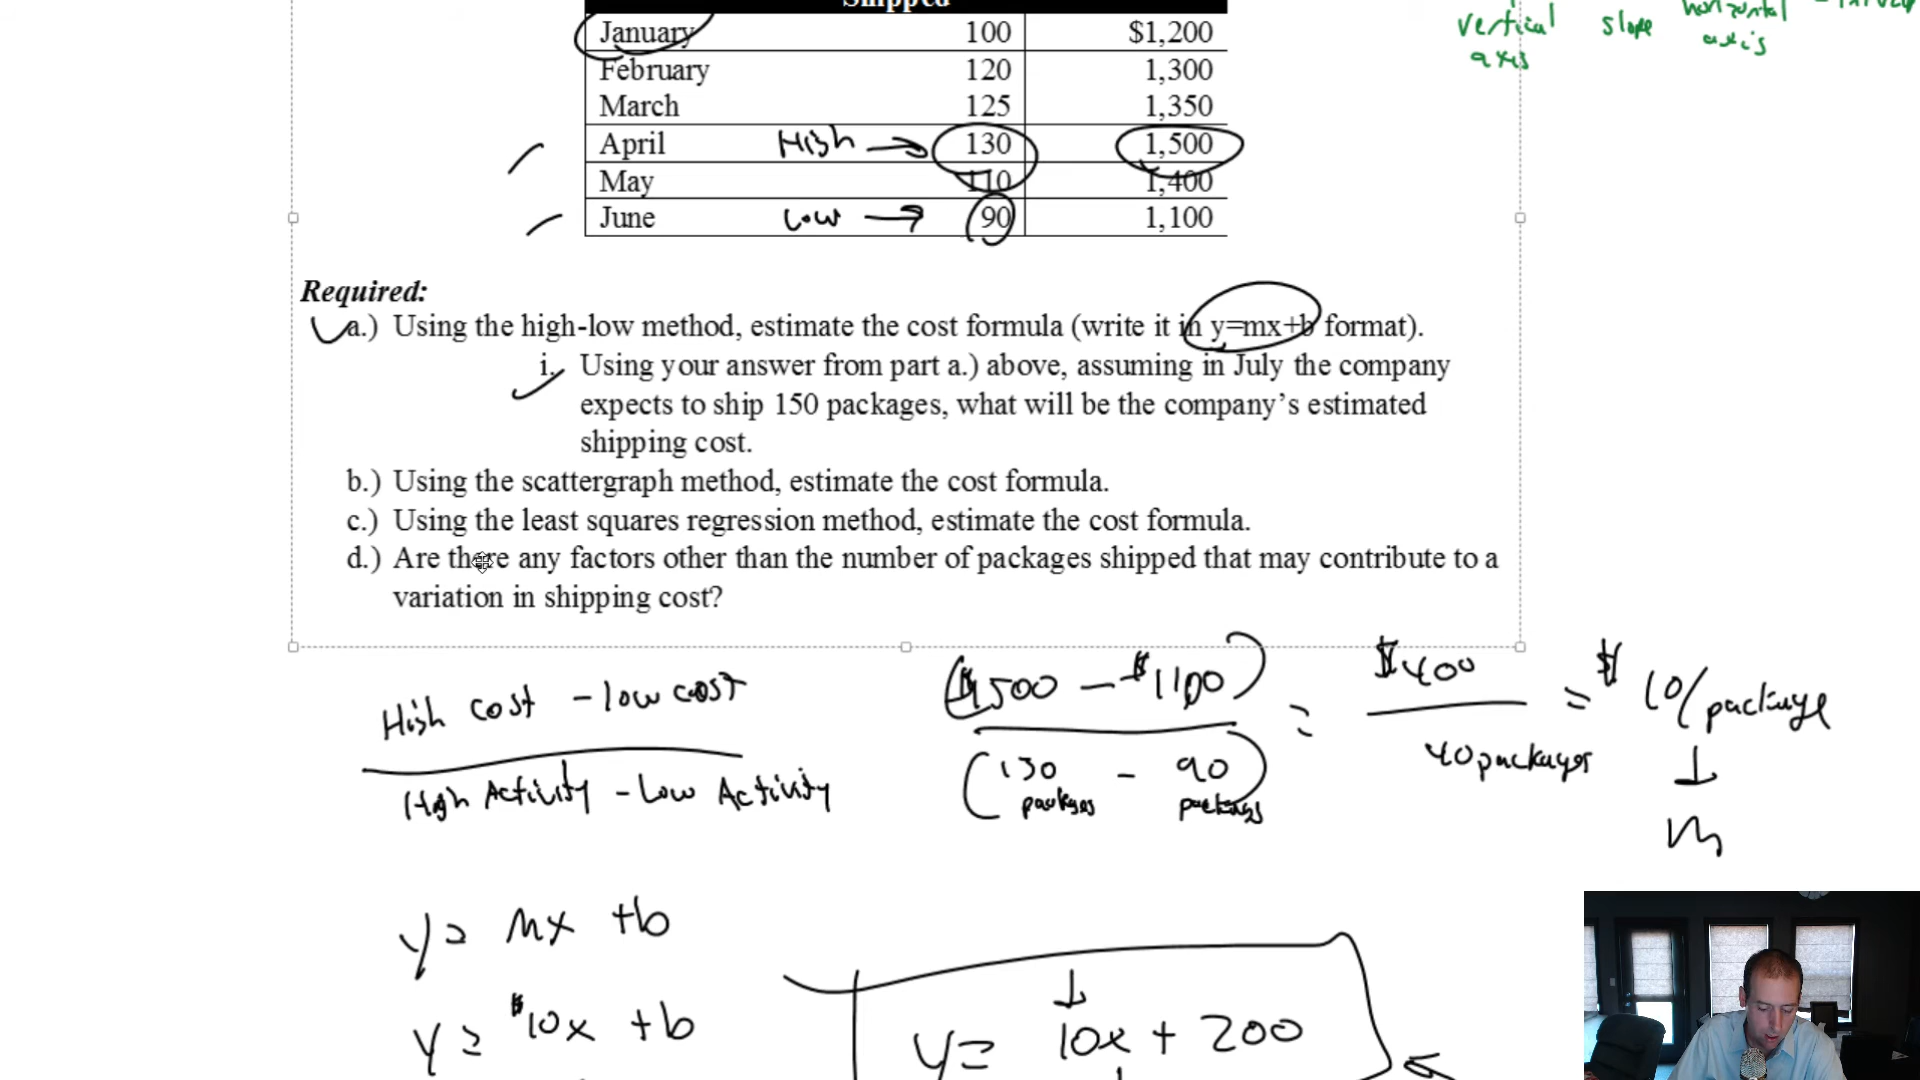 Shipped
January 100 $1,200
February 120 1,300
March 125 1,350
April High 130 1,500
May 110 1,400
June Low 90 1,100
vertical axis slope horizontal axis
Required:
a.) Using the high-low method, estimate the cost formula (write it in y=mx+b format).
i. Using your answer from part a.) above, assuming in July the company
expects to ship 150 packages, what will be the company’s estimated
shipping cost.
b.) Using the scattergraph method, estimate the cost formula.
c.) Using the least squares regression method, estimate the cost formula.
d.) Are there any factors other than the number of packages shipped that may contribute to a
variation in shipping cost?
High cost - low cost
High Activity - Low Activity
($1500 - $1100) = $400 = $10/package
(130 packages - 90 packages) 40 packages
m
y = mx + b
y = $10x + b
y = 10x + 200